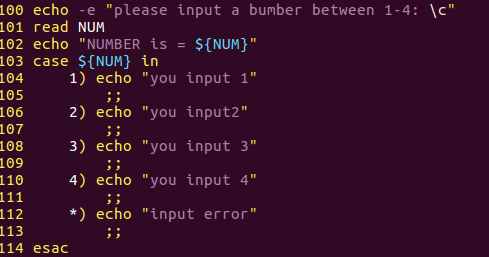 100 echo -e "please input a bumber between 1-4: \c"
101 read NUM
102 echo "NUMBER is = ${NUM}"
103 case ${NUM} in
104     1) echo "you input 1"
105         ;;
106     2) echo "you input2"
107         ;;
108     3) echo "you input 3"
109         ;;
110     4) echo "you input 4"
111         ;;
112     *) echo "input error"
113         ;;
114 esac